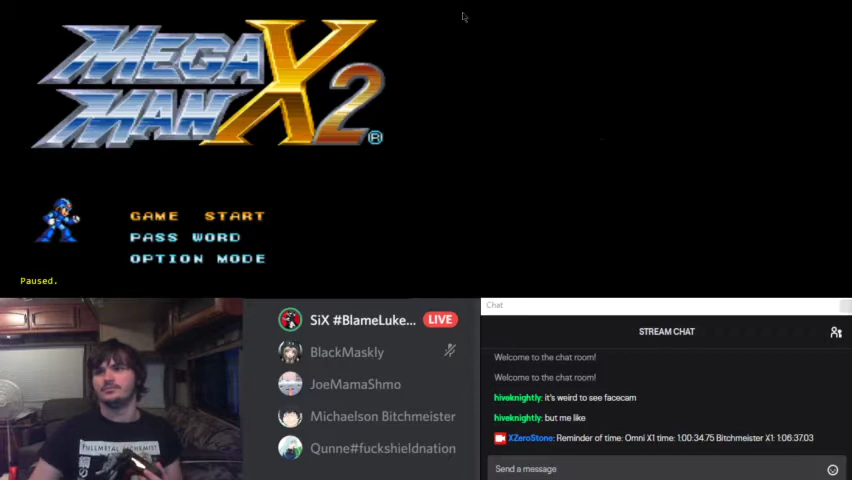 MEGA
MAN X2
®
GAME START
PASS WORD
OPTION MODE
Paused.
FULLMETAL ALCHEMIST
SiX #BlameLuke... LIVE
BlackMaskly
JoeMamaShmo
Michaelson Bitchmeister
Qunne#fuckshieldnation
Chat
STREAM CHAT
Welcome to the chat room!
Welcome to the chat room!
hiveknightly: it's weird to see facecam
hiveknightly: but me like
XZeroStone: Reminder of time: Omni X1 time: 1:00:34.75 Bitchmeister X1: 1:06:37.03
Send a message